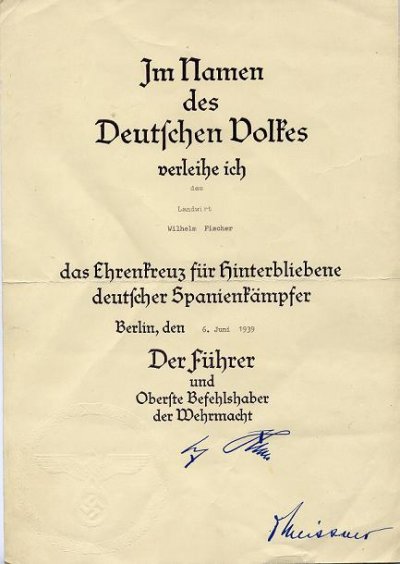 Im Namen
des
Deutſchen Volkes
verleihe ich
dem
Landwirt
Wilhelm Fischer
das Ehrenkreuz für Hinterbliebene
deutſcher Spanienkämpfer
Berlin, den 6. Juni 1939
Der Führer
und
Oberſte Befehlshaber
der Wehrmacht
Meissner